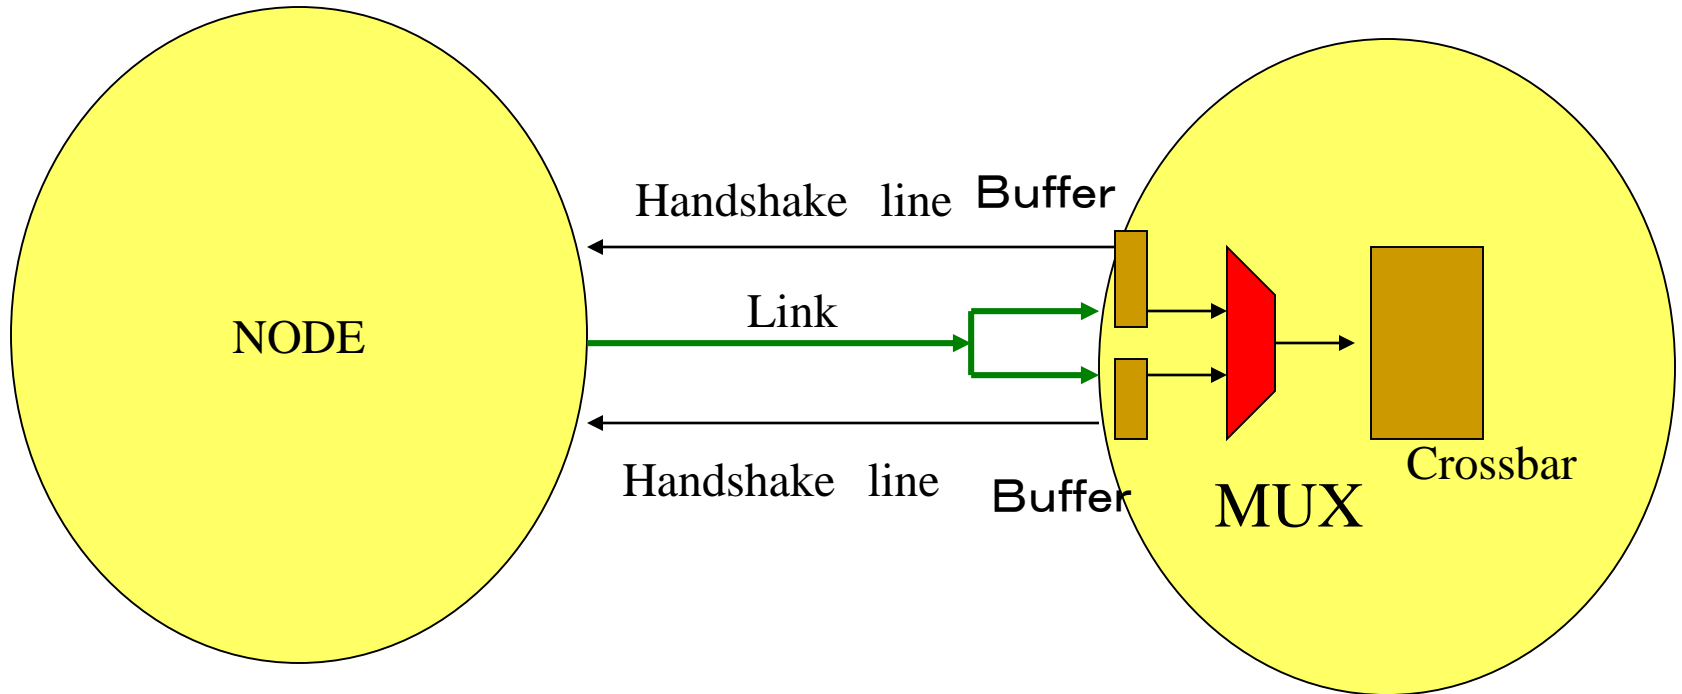 Handshake line
Buffer
Link
NODE
Handshake line
Buffer
MUX
Crossbar